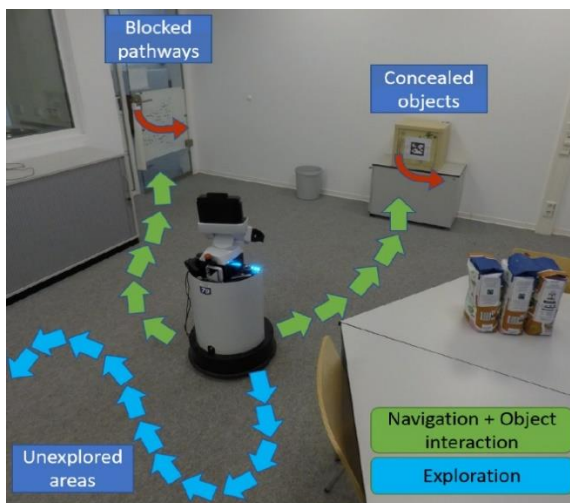 Blocked
pathways
Concealed
objects
Unexplored
areas
Navigation + Object
interaction
Exploration